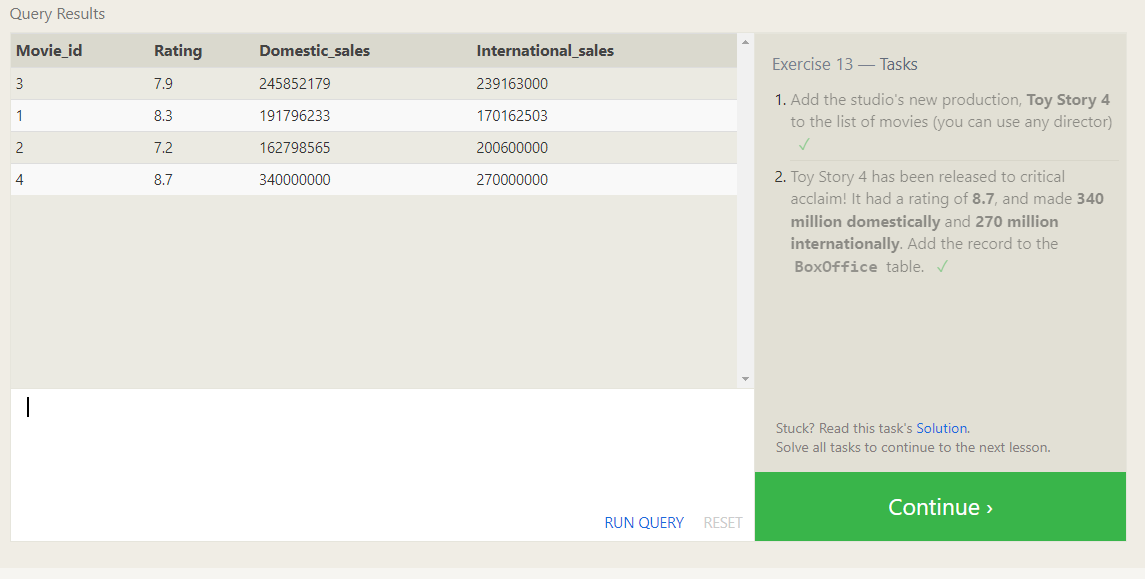 Query Results
Movie_id Rating Domestic_sales International_sales
3 7.9 245852179 239163000
1 8.3 191796233 170162503
2 7.2 162798565 200600000
4 8.7 340000000 270000000
RUN QUERY RESET
Exercise 13 — Tasks
1. Add the studio's new production, Toy Story 4
to the list of movies (you can use any director)
✓
2. Toy Story 4 has been released to critical
acclaim! It had a rating of 8.7, and made 340
million domestically and 270 million
internationally. Add the record to the
BoxOffice table. ✓
Stuck? Read this task's Solution.
Solve all tasks to continue to the next lesson.
Continue ›